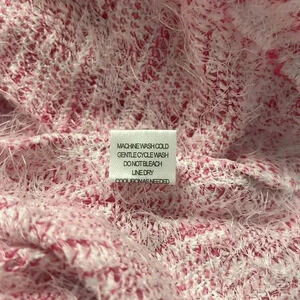 MACHINE WASH COLD
GENTLE CYCLE WASH
DO NOT BLEACH
LINE DRY
COOL IRON AS NEEDED